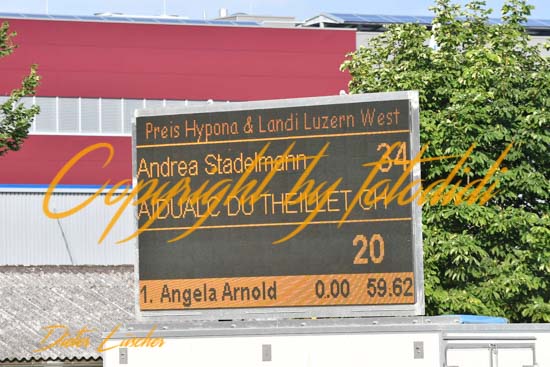 Preis Hypona & Landi Luzern West
Andrea Stadelmann 34
AIDUALC DU THEILLET CH
20
1. Angela Arnold 0.00 59.62
Copyright by fotodidi
Dieter Lincher